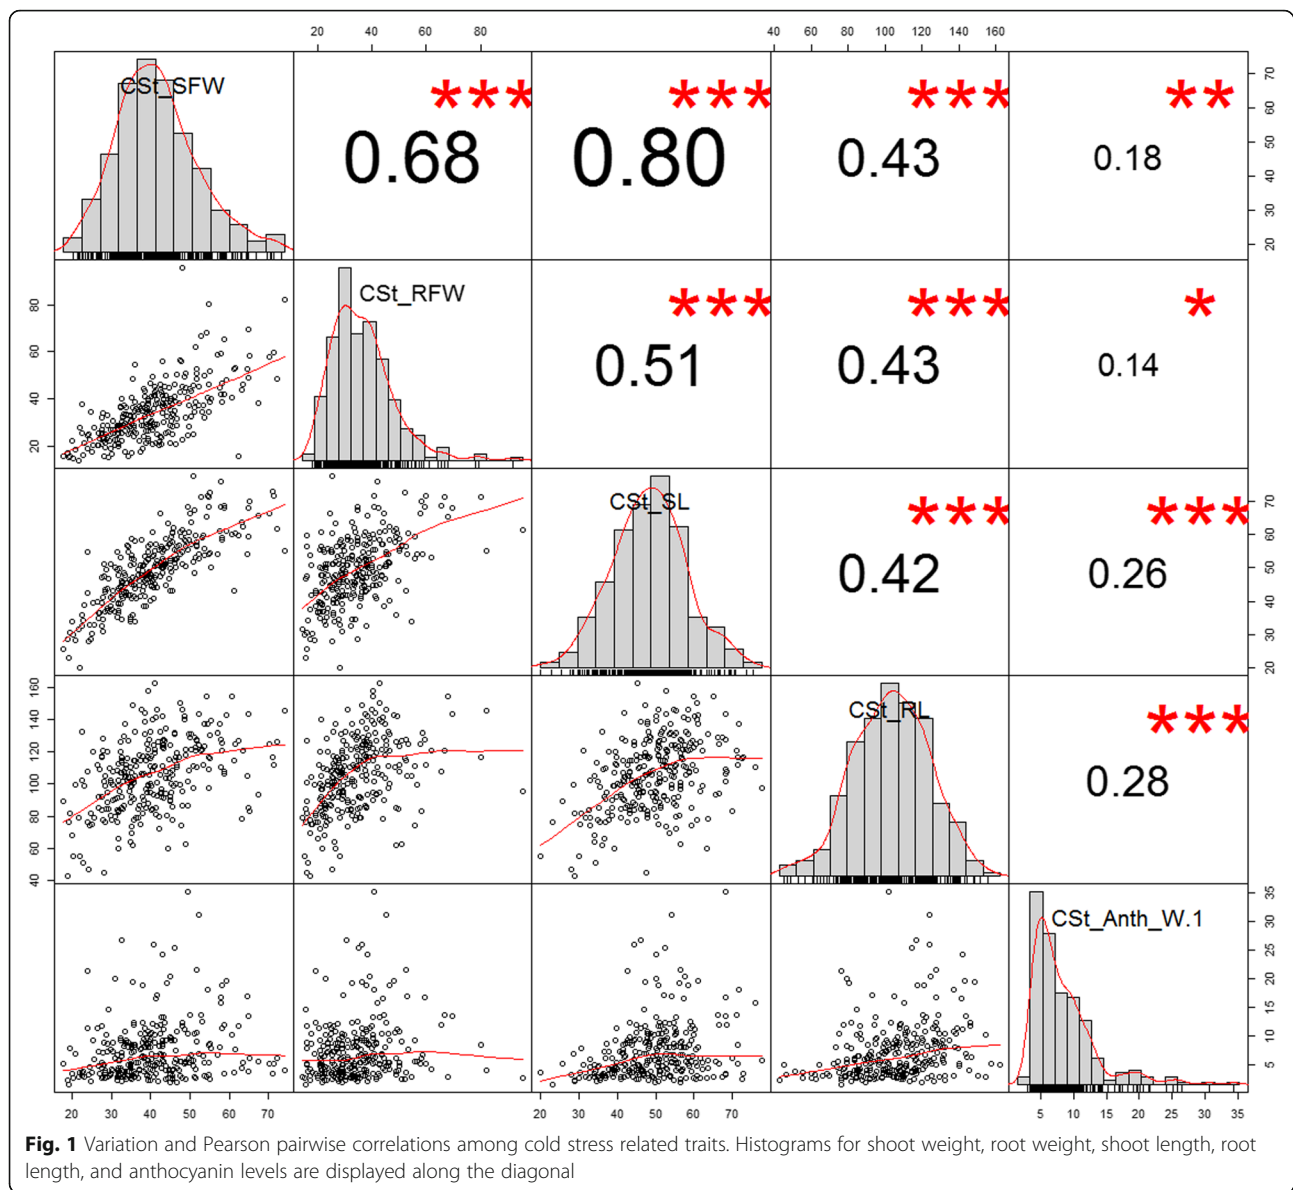 20 40 60 80 40 60 80 100 120 140 160
CSt_SFW *** *** *** ** 70
0.68 0.80 0.43 0.18 60
50
40
30
20
CSt_RFW *** *** *
80 0.51 0.43 0.14
60
40
20
CSt_SL *** *** 70
0.42 0.26 60
50
40
30
20
160 CSt_RL ***
140 0.28
120
100
80
60
40
CSt_Anth_W.1 35
30
25
20
15
10
5
20 30 40 50 60 70 20 30 40 50 60 70 5 10 15 20 25 30 35
Fig. 1 Variation and Pearson pairwise correlations among cold stress related traits. Histograms for shoot weight, root weight, shoot length, root
length, and anthocyanin levels are displayed along the diagonal